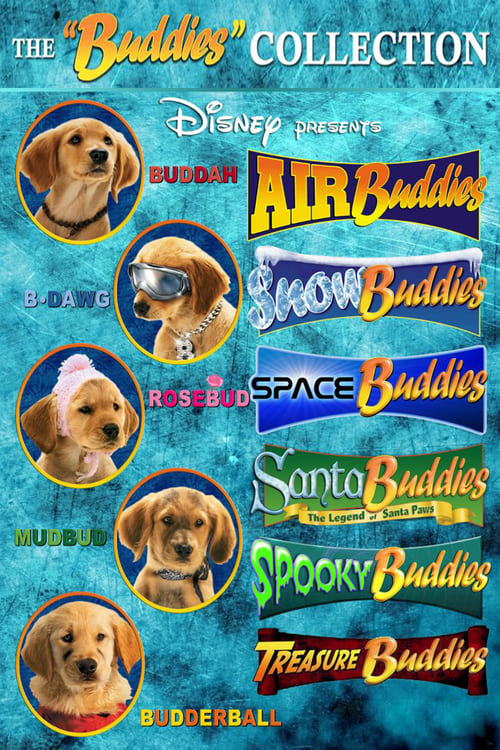 THE "Buddies" COLLECTION
Disney PRESENTS
BUDDAH
AIR Buddies
B•DAWG
SNOW Buddies
ROSEBUD
SPACE Buddies
Santa Buddies
The Legend of Santa Paws
MUDBUD
SPOOKY Buddies
TREASURE Buddies
BUDDERBALL